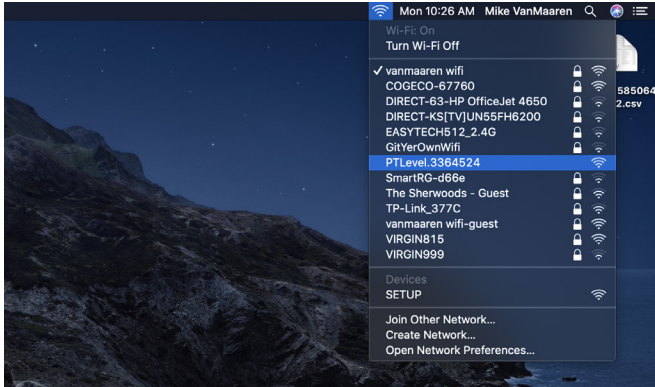 Mon 10:26 AM Mike VanMaaren
Wi-Fi: On
Turn Wi-Fi Off
vanmaaren wifi
COGECO-67760
DIRECT-63-HP OfficeJet 4650
DIRECT-KS[TV]UN55FH6200
EASYTECH512_2.4G
GitYerOwnWifi
PTLevel.3364524
SmartRG-d66e
The Sherwoods - Guest
TP-Link_377C
vanmaaren wifi-guest
VIRGIN815
VIRGIN999
Devices
SETUP
Join Other Network...
Create Network...
Open Network Preferences...
585064
2.csv